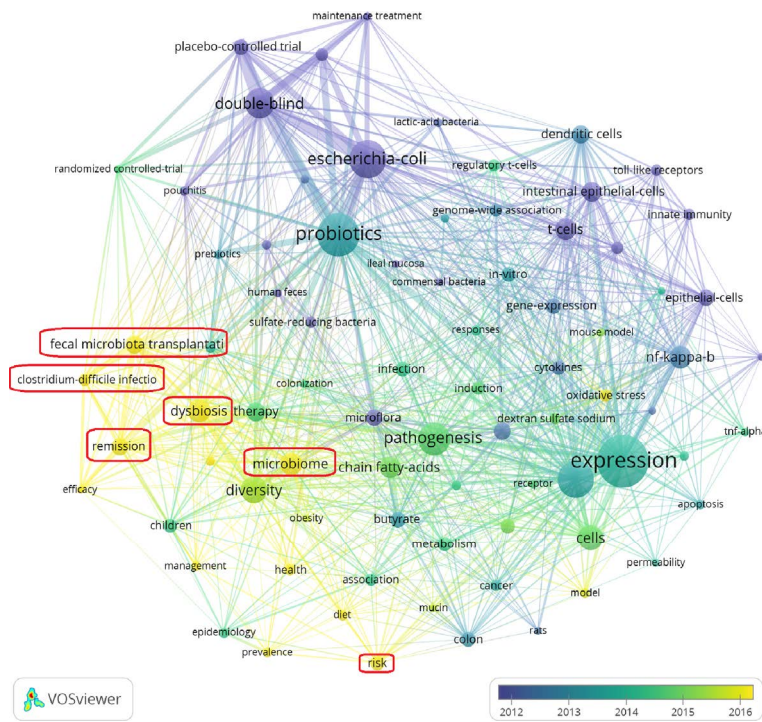 maintenance treatment
placebo-controlled trial
double-blind
lactic-acid bacteria
dendritic cells
escherichia-coli
randomized controlled-trial
regulatory t-cells
toll-like receptors
pouchitis
intestinal epithelial-cells
genome-wide association
innate immunity
probiotics
t-cells
prebiotics
ileal mucosa
in-vitro
commensal bacteria
human feces
gene-expression
epithelial-cells
sulfate-reducing bacteria
responses
mouse model
fecal microbiota transplantati
nf-kappa-b
infection
cytokines
clostridium-difficile infectio
colonization
induction
oxidative stress
dysbiosis
therapy
microflora
dextran sulfate sodium
tnf-alpha
remission
pathogenesis
microbiome
chain fatty-acids
expression
efficacy
diversity
receptor
apoptosis
obesity
butyrate
children
metabolism
cells
management
health
association
permeability
cancer
model
diet
mucin
epidemiology
colon
rats
prevalence
risk
VOSviewer
2012 2013 2014 2015 2016